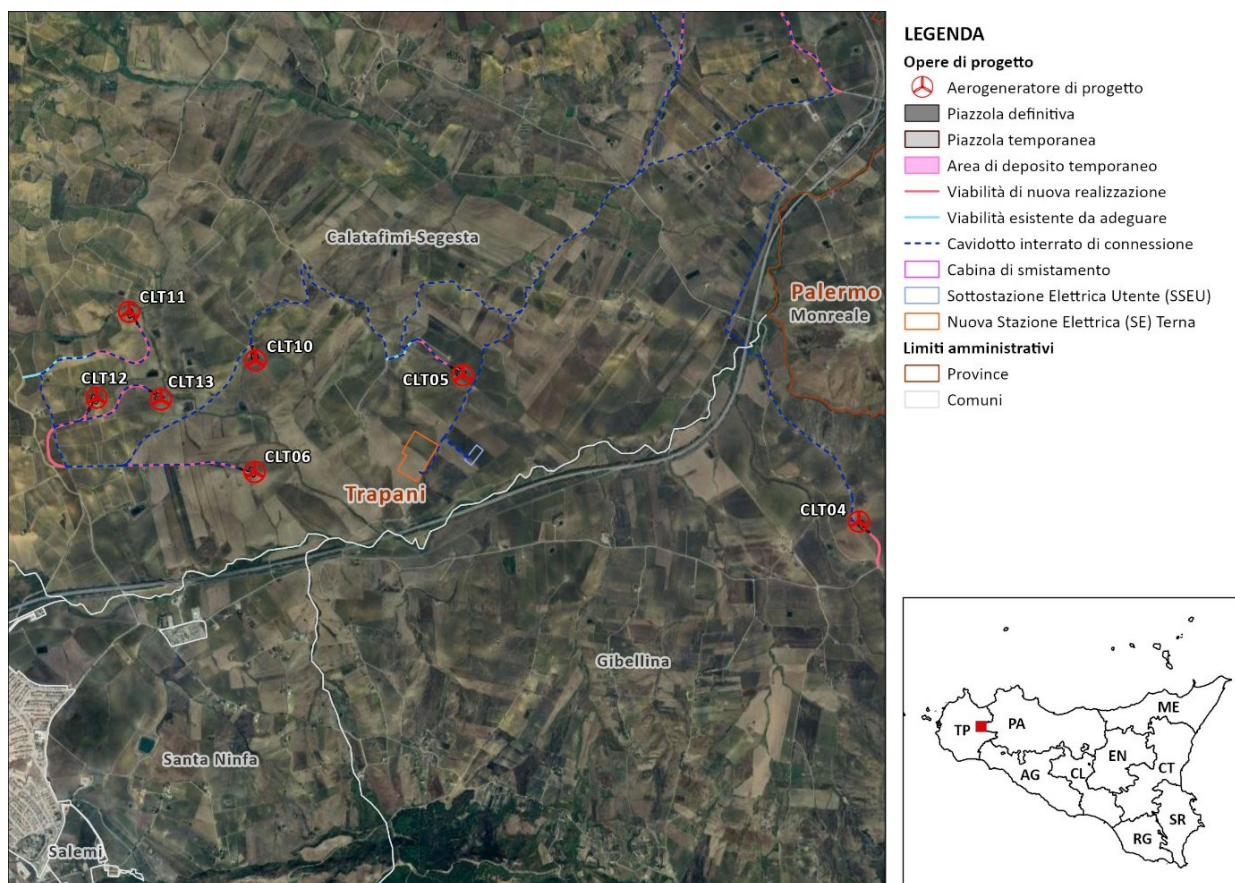 Calatafimi-Segesta
CLT11
CLT10
CLT12
CLT13
CLT05
CLT06
Trapani
Palermo
Monreale
CLT04
Gibellina
Santa Ninfa
Salemi
LEGENDA
Opere di progetto
Aerogeneratore di progetto
Piazzola definitiva
Piazzola temporanea
Area di deposito temporaneo
Viabilità di nuova realizzazione
Viabilità esistente da adeguare
Cavidotto interrato di connessione
Cabina di smistamento
Sottostazione Elettrica Utente (SSEU)
Nuova Stazione Elettrica (SE) Terna
Limiti amministrativi
Province
Comuni
ME
TP
PA
EN
CT
AG
CL
SR
RG